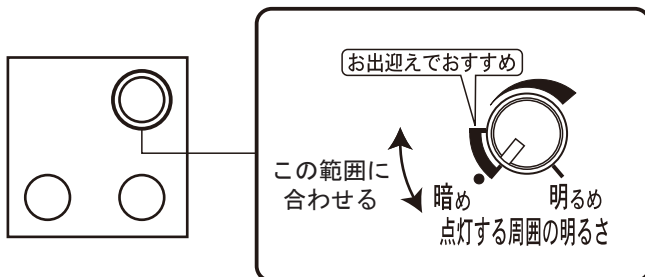 お出迎えでおすすめ
この範囲に
合わせる
暗め
明るめ
点灯する周囲の明るさ